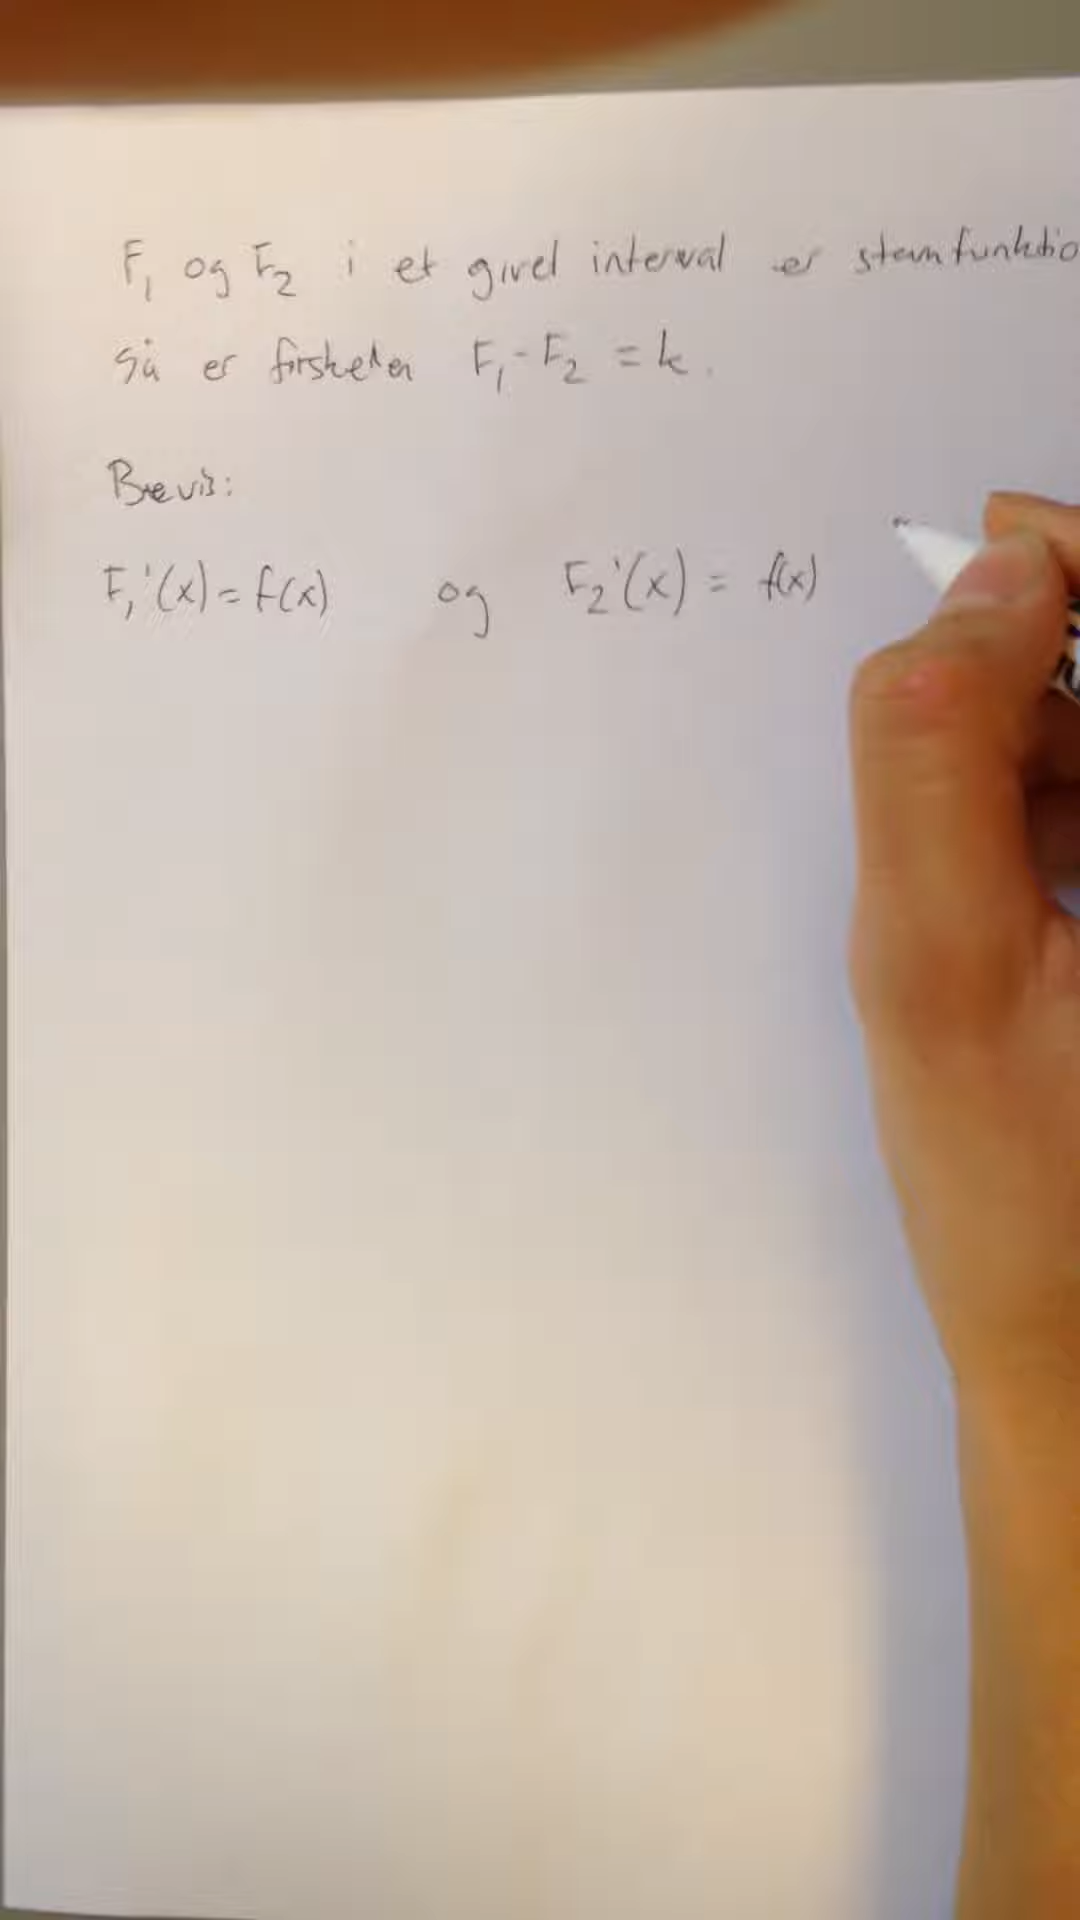 F₁ og F₂ i et givet interval er stamfunktio
Så er forskellen F₁-F₂ = k.
Bevis:
F₁'(x) = f(x) og F₂'(x) = f(x)